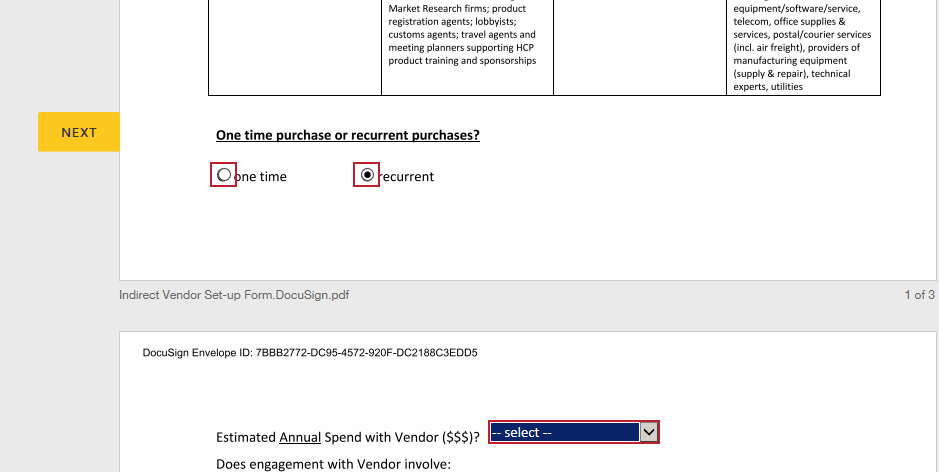 Market Research firms; product
registration agents; lobbyists;
customs agents; travel agents and
meeting planners supporting HCP
product training and sponsorships
equipment/software/service,
telecom, office supplies &
services, postal/courier services
(incl. air freight), providers of
manufacturing equipment
(supply & repair), technical
experts, utilities
NEXT
One time purchase or recurrent purchases?
one time recurrent
Indirect Vendor Set-up Form.DocuSign.pdf 1 of 3
DocuSign Envelope ID: 7BBB2772-DC95-4572-920F-DC2188C3EDD5
Estimated Annual Spend with Vendor ($$$)? -- select --
Does engagement with Vendor involve: